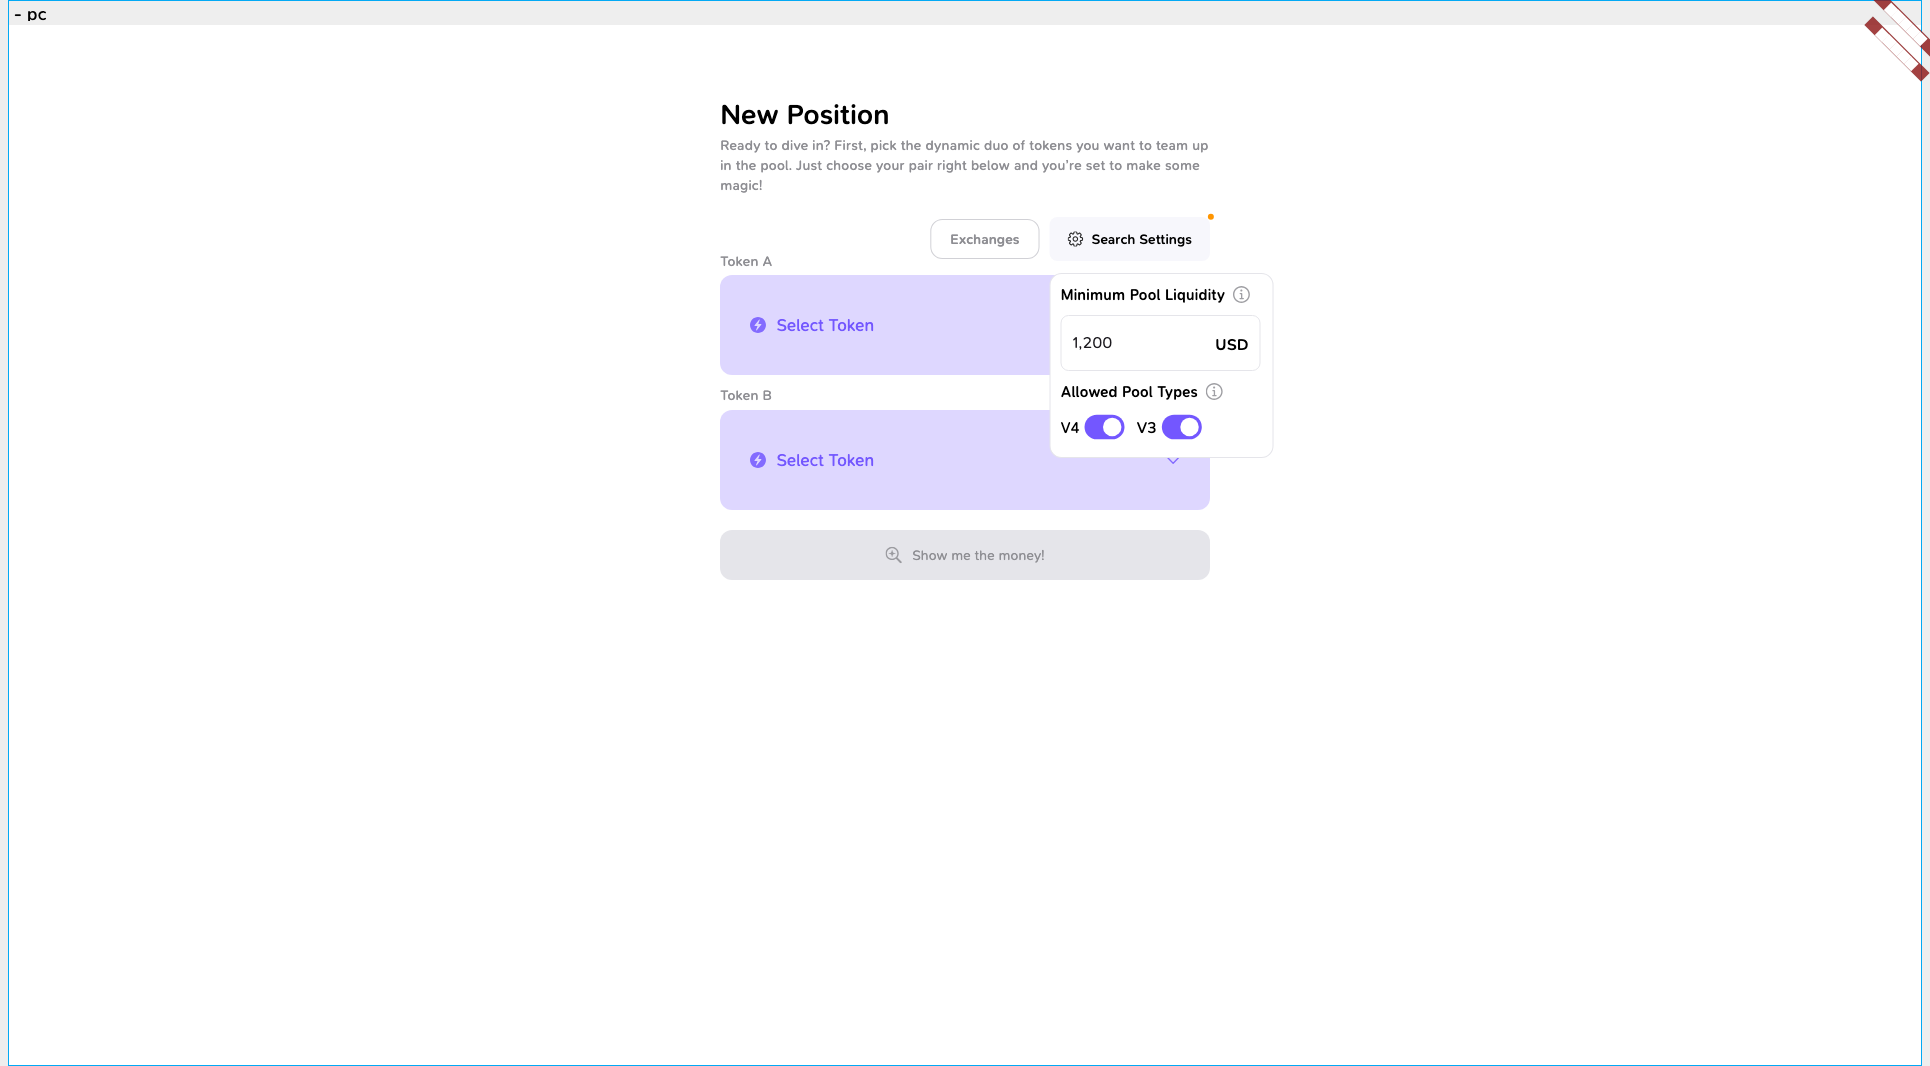 - pc
New Position
Ready to dive in? First, pick the dynamic duo of tokens you want to team up
in the pool. Just choose your pair right below and you're set to make some
magic!
Exchanges
Search Settings
Token A
Select Token
Minimum Pool Liquidity
1,200
USD
Allowed Pool Types
V4
V3
Token B
Select Token
Show me the money!